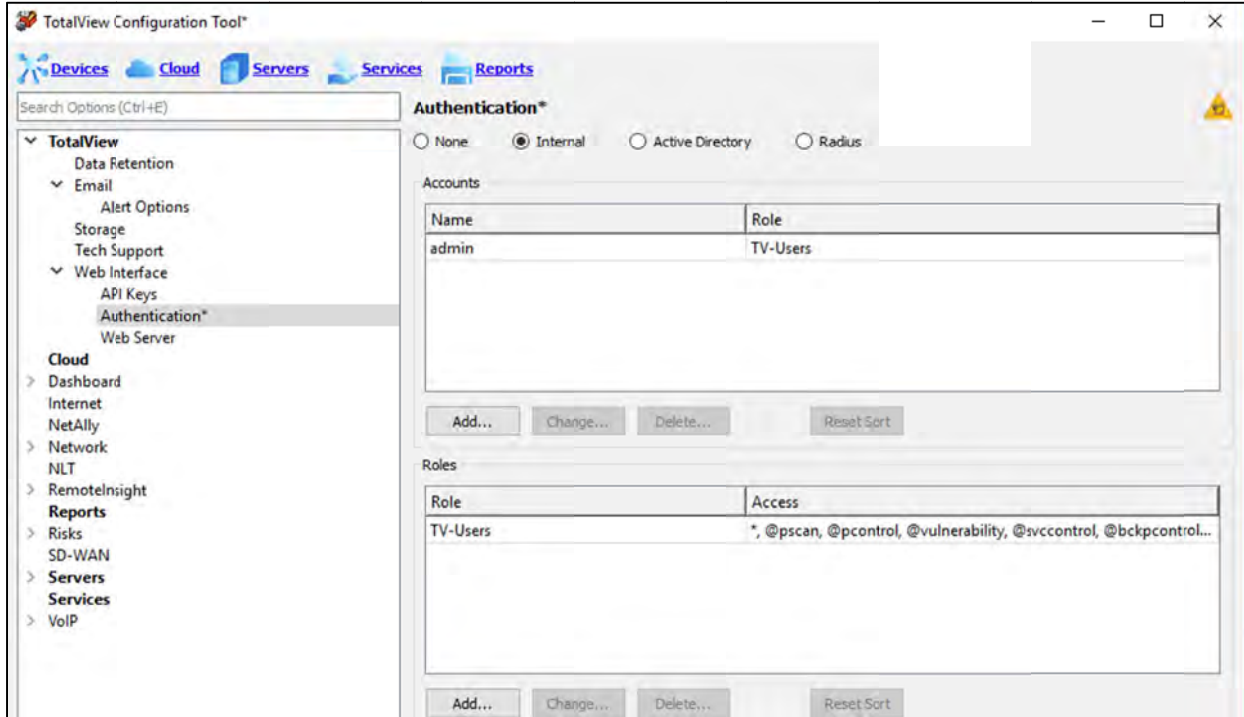 TotalView Configuration Tool*
Devices Cloud Servers Services Reports
Search Options (Ctrl+E)
TotalView
Data Retention
Email
Alert Options
Storage
Tech Support
Web Interface
API Keys
Authentication*
Web Server
Cloud
Dashboard
Internet
NetAlly
Network
NLT
RemoteInsight
Reports
Risks
SD-WAN
Servers
Services
VoIP
Authentication*
None Internal Active Directory Radius
Accounts
Name Role
admin TV-Users
Add... Change... Delete... Reset Sort
Roles
Role Access
TV-Users *, @pscan, @pcontrol, @vulnerability, @svccontrol, @bckpcontrol...
Add... Change... Delete... Reset Sort